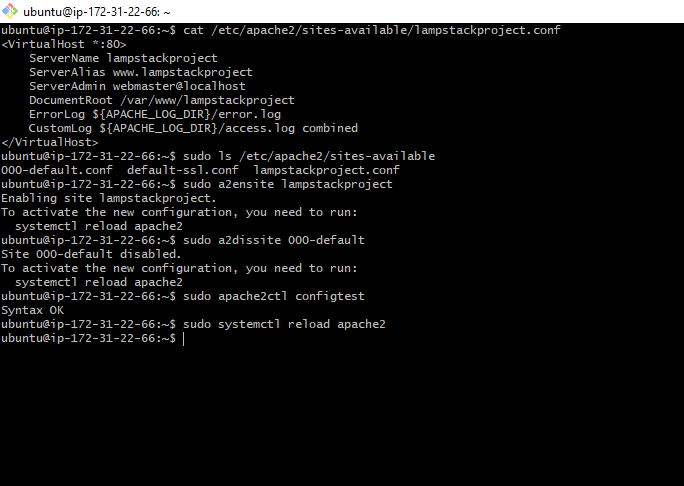 ubuntu@ip-172-31-22-66: ~
ubuntu@ip-172-31-22-66:~$ cat /etc/apache2/sites-available/lampstackproject.conf
<VirtualHost *:80>
    ServerName lampstackproject
    ServerAlias www.lampstackproject
    ServerAdmin webmaster@localhost
    DocumentRoot /var/www/lampstackproject
    ErrorLog ${APACHE_LOG_DIR}/error.log
    CustomLog ${APACHE_LOG_DIR}/access.log combined
</VirtualHost>
ubuntu@ip-172-31-22-66:~$ sudo ls /etc/apache2/sites-available
000-default.conf  default-ssl.conf  lampstackproject.conf
ubuntu@ip-172-31-22-66:~$ sudo a2ensite lampstackproject
Enabling site lampstackproject.
To activate the new configuration, you need to run:
  systemctl reload apache2
ubuntu@ip-172-31-22-66:~$ sudo a2dissite 000-default
Site 000-default disabled.
To activate the new configuration, you need to run:
  systemctl reload apache2
ubuntu@ip-172-31-22-66:~$ sudo apache2ctl configtest
Syntax OK
ubuntu@ip-172-31-22-66:~$ sudo systemctl reload apache2
ubuntu@ip-172-31-22-66:~$